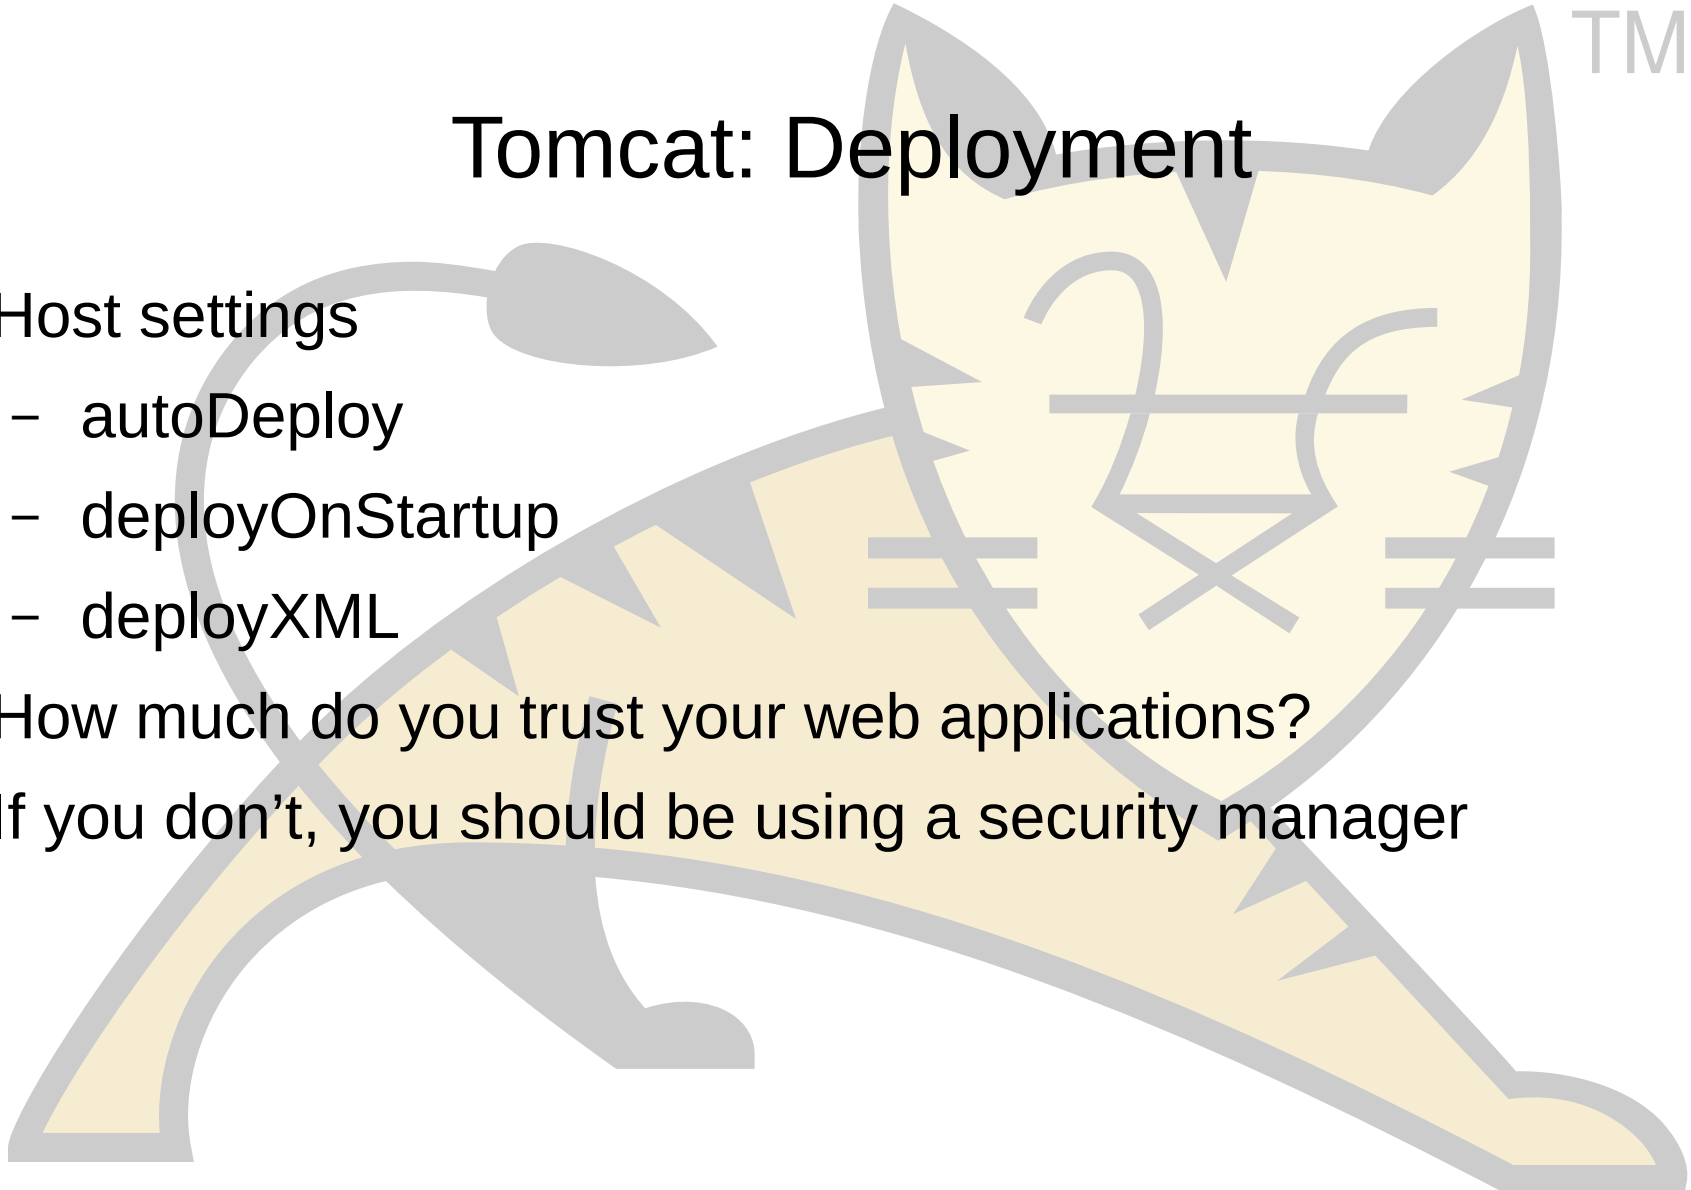 TM
Tomcat: Deployment
Host settings
– autoDeploy
– deployOnStartup
– deployXML
How much do you trust your web applications?
If you don’t, you should be using a security manager